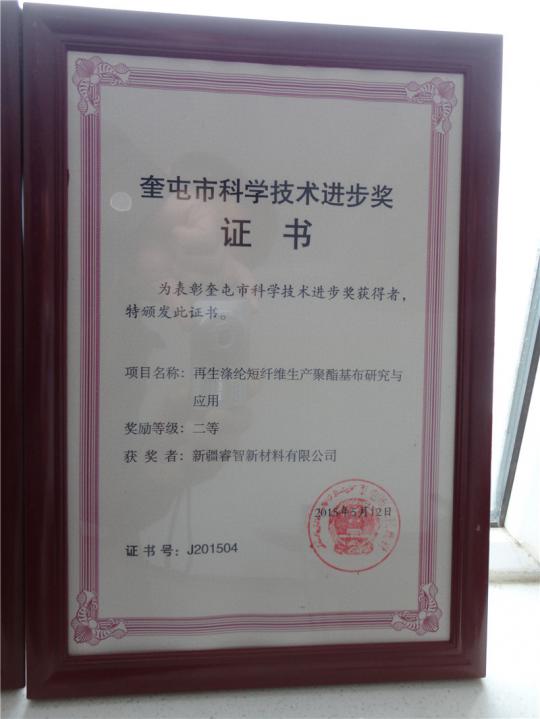 奎屯市科学技术进步奖
证 书
为表彰奎屯市科学技术进步奖获得者，
特颁发此证书。
项目名称：再生涤纶短纤维生产聚酯基布研究与
应用
奖励等级：二等
获 奖 者：新疆睿智新材料有限公司
2015年5月12日
证 书 号：J201504